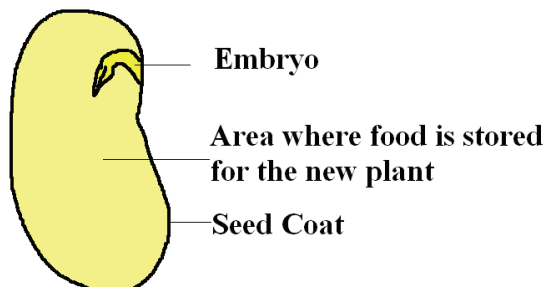 Embryo
Area where food is stored
for the new plant
Seed Coat